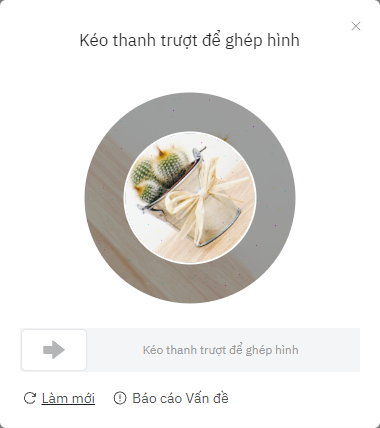 Kéo thanh trượt để ghép hình
Kéo thanh trượt để ghép hình
Làm mới
Báo cáo Vấn đề